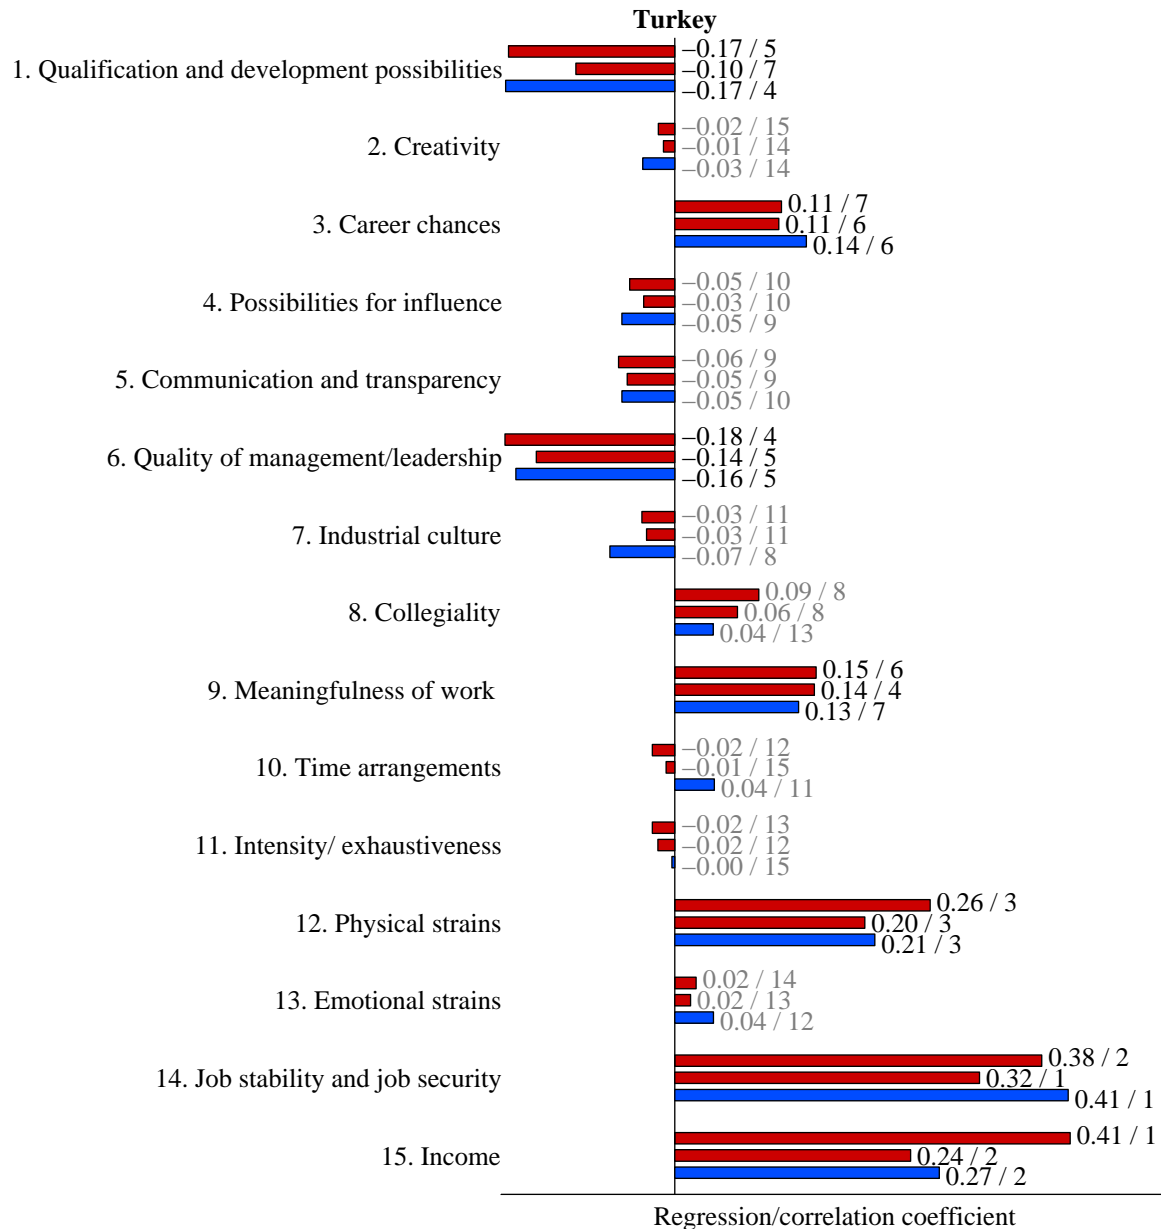 Turkey
1. Qualification and development possibilities
–0.17 / 5
–0.10 / 7
–0.17 / 4
2. Creativity
–0.02 / 15
–0.01 / 14
–0.03 / 14
3. Career chances
0.11 / 7
0.11 / 6
0.14 / 6
4. Possibilities for influence
–0.05 / 10
–0.03 / 10
–0.05 / 9
5. Communication and transparency
–0.06 / 9
–0.05 / 9
–0.05 / 10
6. Quality of management/leadership
–0.18 / 4
–0.14 / 5
–0.16 / 5
7. Industrial culture
–0.03 / 11
–0.03 / 11
–0.07 / 8
8. Collegiality
0.09 / 8
0.06 / 8
0.04 / 13
9. Meaningfulness of work
0.15 / 6
0.14 / 4
0.13 / 7
10. Time arrangements
–0.02 / 12
–0.01 / 15
0.04 / 11
11. Intensity/ exhaustiveness
–0.02 / 13
–0.02 / 12
–0.00 / 15
12. Physical strains
0.26 / 3
0.20 / 3
0.21 / 3
13. Emotional strains
0.02 / 14
0.02 / 13
0.04 / 12
14. Job stability and job security
0.38 / 2
0.32 / 1
0.41 / 1
15. Income
0.41 / 1
0.24 / 2
0.27 / 2
Regression/correlation coefficient